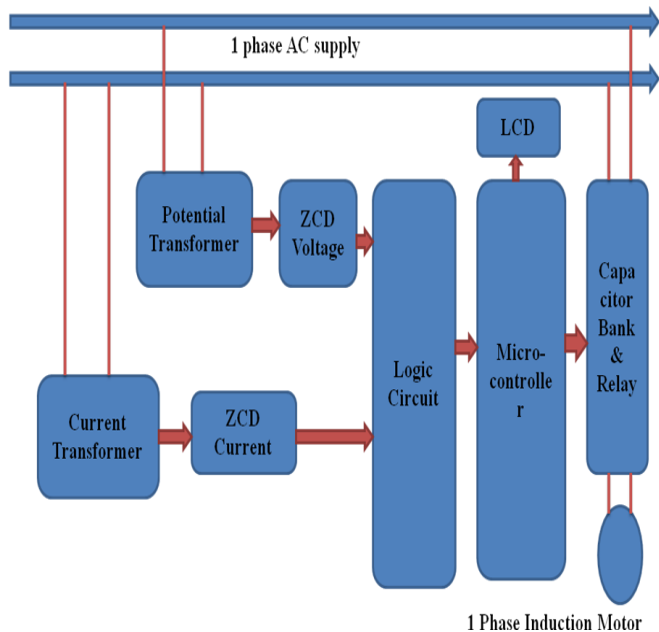 1 phase AC supply
LCD
Potential
Transformer
ZCD
Voltage
Capa
citor
Bank
&
Relay
Logic
Circuit
Micro-
controlle
r
Current
Transformer
ZCD
Current
1 Phase Induction Motor